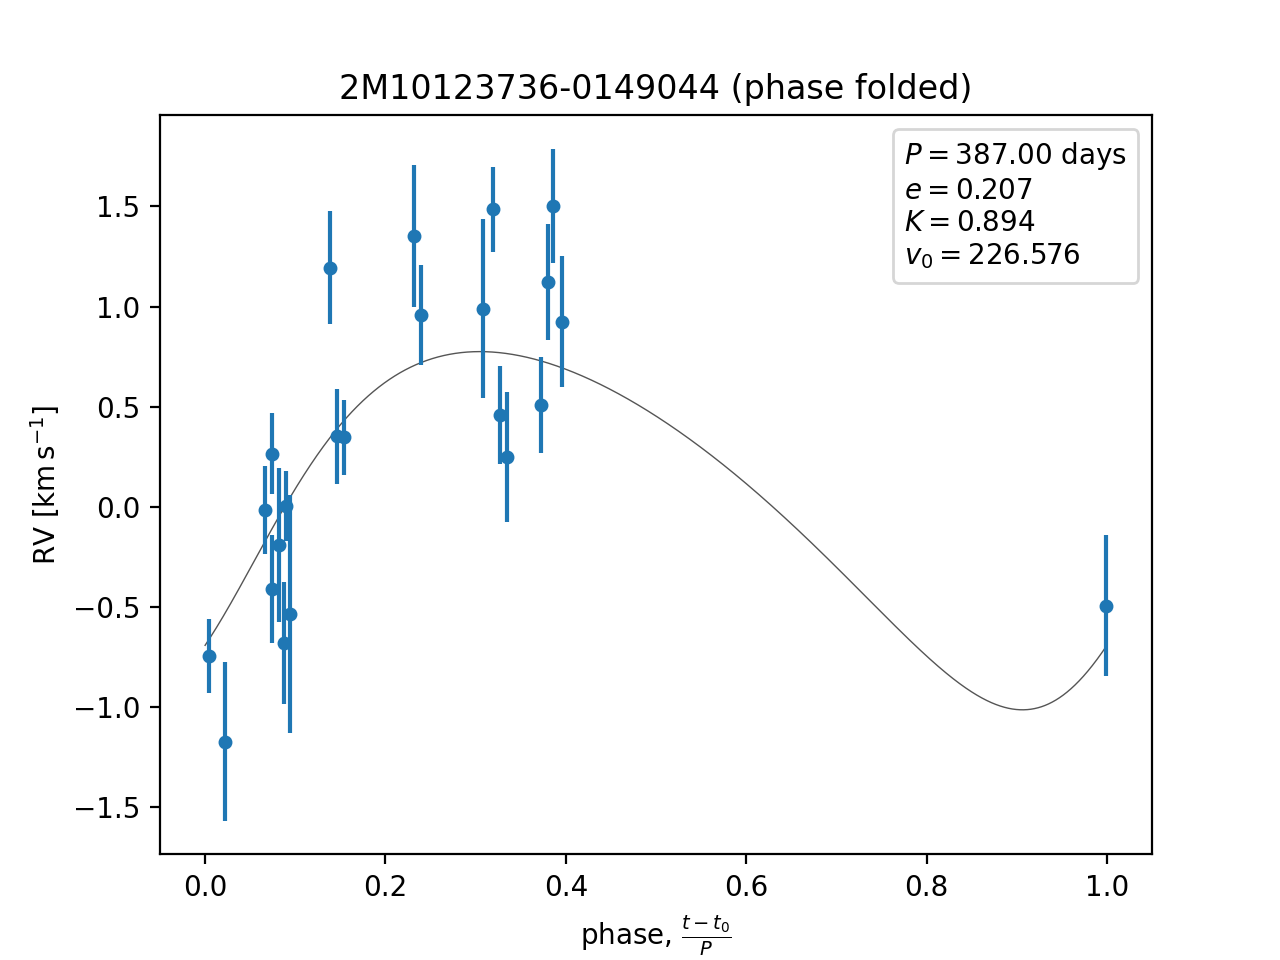 2M10123736-0149044 (phase folded)
P = 387.00 days
e = 0.207
K = 0.894
v₀ = 226.576
RV [km s⁻¹]
1.5
1.0
0.5
0.0
−0.5
−1.0
−1.5
0.0 0.2 0.4 0.6 0.8 1.0
phase, (t − t₀)/P